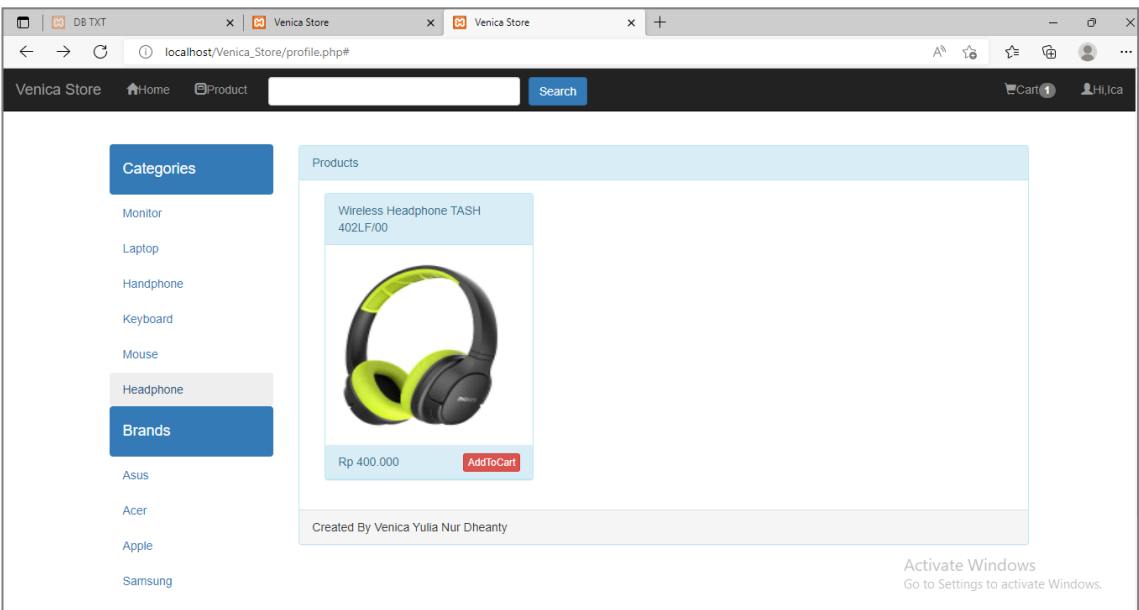 DB TXT
Venica Store
Venica Store
localhost/Venica_Store/profile.php#
Venica Store Home Product Search Cart 1 Hi,Ica
Categories
Monitor
Laptop
Handphone
Keyboard
Mouse
Headphone
Brands
Asus
Acer
Apple
Samsung
Products
Wireless Headphone TASH
402LF/00
PHILIPS
Rp 400.000 AddToCart
Created By Venica Yulia Nur Dheanty
Activate Windows
Go to Settings to activate Windows.